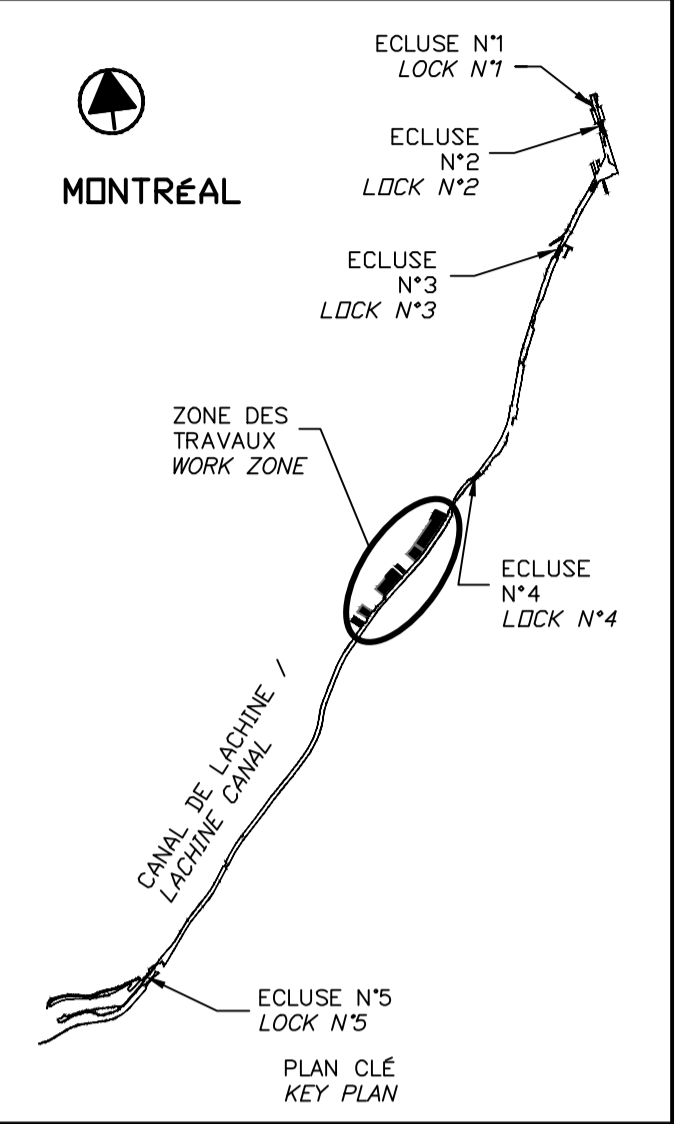 ECLUSE N°1
LOCK N°1
MONTRÉAL
ECLUSE
N°2
LOCK N°2
ECLUSE
N°3
LOCK N°3
ZONE DES
TRAVAUX
WORK ZONE
ECLUSE
N°4
LOCK N°4
CANAL DE LACHINE /
LACHINE CANAL
ECLUSE N°5
LOCK N°5
PLAN CLÉ
KEY PLAN